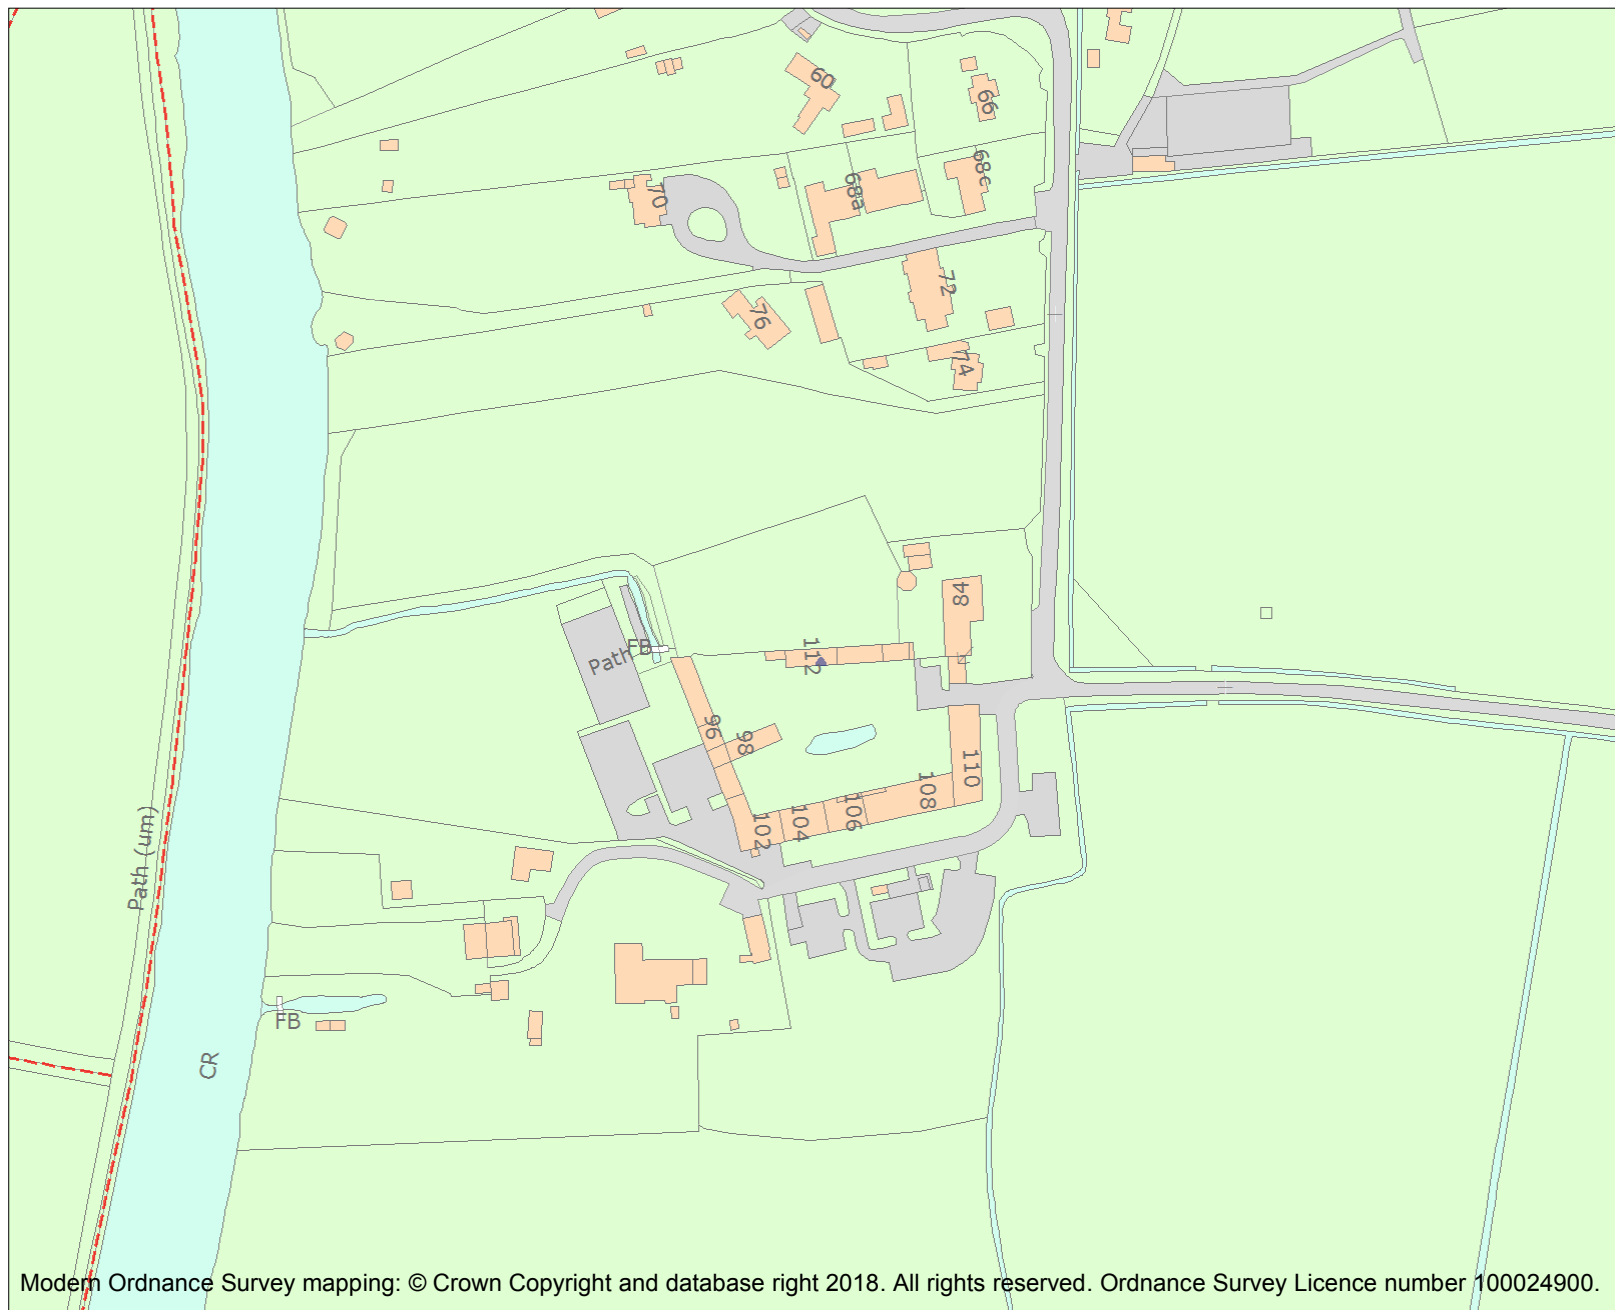 60
66
68c
68a
70
72
76
74
84
112
FB
Path
96
98
110
108
106
104
102
Path (um)
FB
CR
Modern Ordnance Survey mapping: © Crown Copyright and database right 2018. All rights reserved. Ordnance Survey Licence number 100024900.